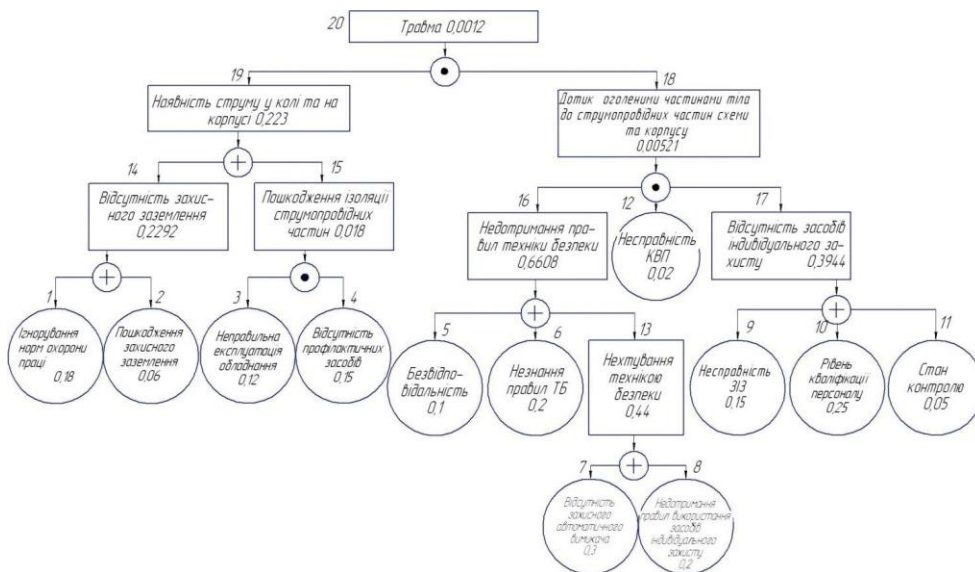 20
Травма 0,0012
19
Наявність струму у колі та на
корпусі 0,223
18
Дотик оголеними частинами тіла
до струмопровідних частин схеми
та корпусу
0,00521
14
Відсутність захис-
ного заземлення
0,2292
15
Пошкодження ізоляції
струмопровідних
частин 0,018
16
Недотримання пра-
вил техніки безпеки
0,6608
12
Несправність
КВП
0,02
17
Відсутність засобів
індивідуального за-
хисту 0,3944
1
Ігнорування
норм охорони
праці
0,18
2
Пошкодження
захисного
заземлення
0,06
3
Неправильна
експлуатація
обладнання
0,12
4
Відсутність
профілактичних
засобів
0,15
5
Безвідпо-
відальність
0,1
6
Незнання
правил ТБ
0,2
13
Нехтування
технікою
безпеки
0,44
9
Несправність
ЗІЗ
0,15
10
Рівень
кваліфікації
персоналу
0,25
11
Стан
контролю
0,05
7
Відсутність
захисного
автоматичного
вимикача
0,3
8
Недотримання
правил використання
засобів
індивідуального
захисту
0,2